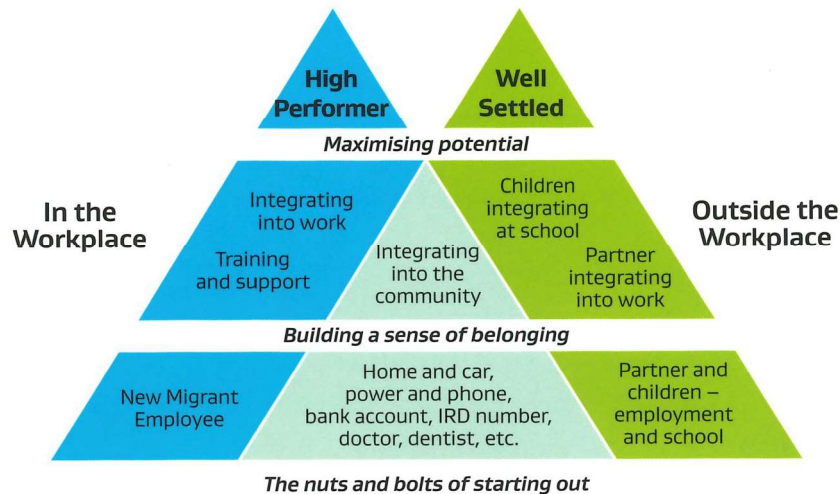 High
Performer
Well
Settled
Maximising potential
In the
Workplace
Integrating
into work
Training
and support
Integrating
into the
community
Children
integrating
at school
Partner
integrating
into work
Outside the
Workplace
Building a sense of belonging
New Migrant
Employee
Home and car,
power and phone,
bank account, IRD number,
doctor, dentist, etc.
Partner and
children –
employment
and school
The nuts and bolts of starting out